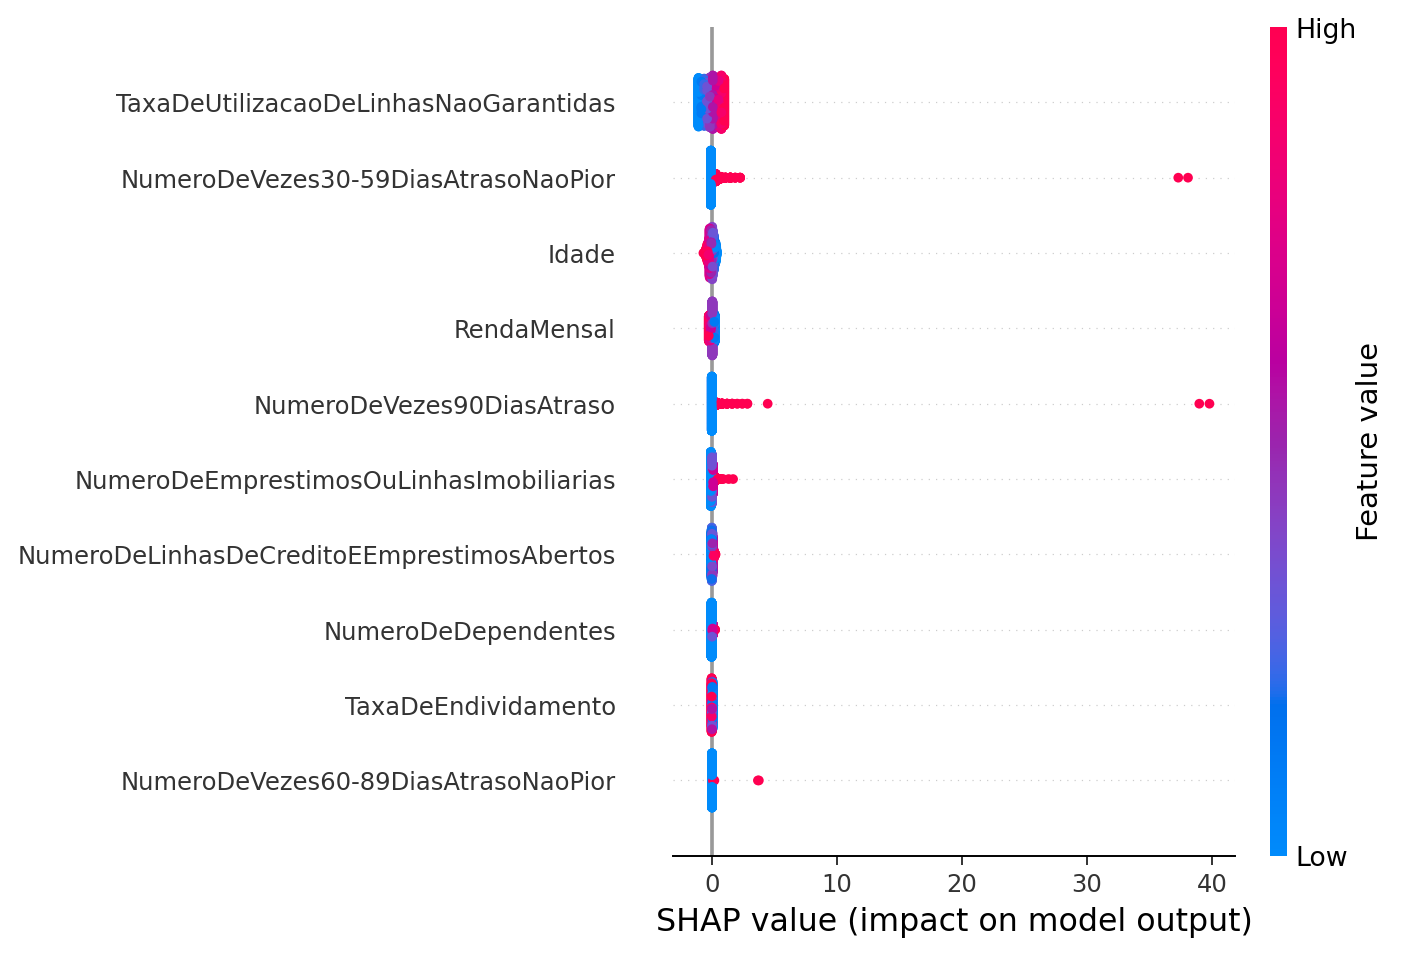 High
TaxaDeUtilizacaoDeLinhasNaoGarantidas
NumeroDeVezes30-59DiasAtrasoNaoPior
Idade
RendaMensal
NumeroDeVezes90DiasAtraso
NumeroDeEmprestimosOuLinhasImobiliarias
NumeroDeLinhasDeCreditoEEmprestimosAbertos
NumeroDeDependentes
TaxaDeEndividamento
NumeroDeVezes60-89DiasAtrasoNaoPior
Feature value
Low
0 10 20 30 40
SHAP value (impact on model output)